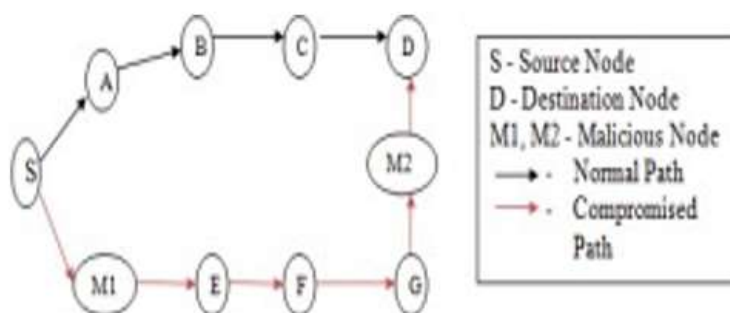 B
C
D
A
S
M2
M1
E
F
G
S - Source Node
D - Destination Node
M1, M2 - Malicious Node
- Normal Path
- Compromised
Path